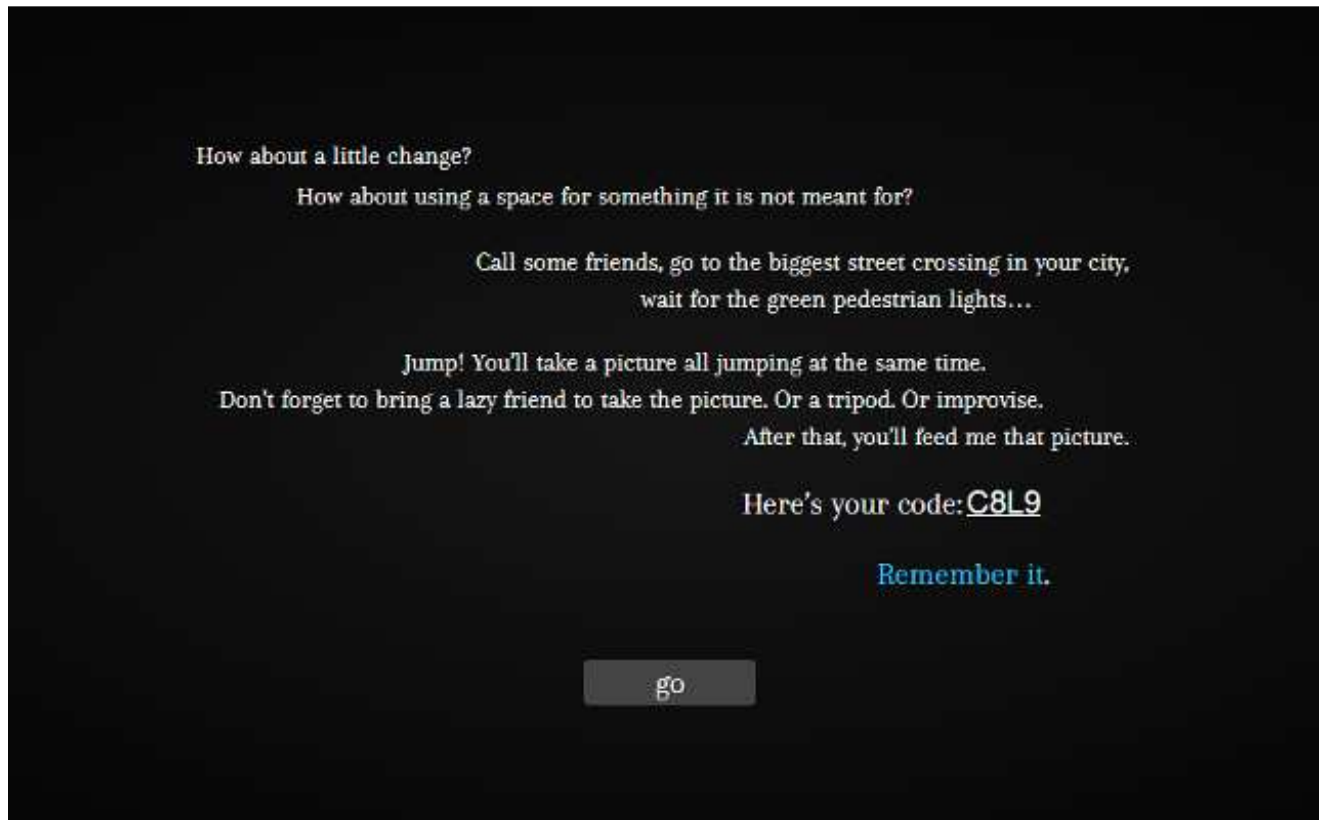 How about a little change?
How about using a space for something it is not meant for?
Call some friends, go to the biggest street crossing in your city,
wait for the green pedestrian lights…
Jump! You'll take a picture all jumping at the same time.
Don't forget to bring a lazy friend to take the picture. Or a tripod. Or improvise.
After that, you'll feed me that picture.
Here's your code: C8L9
Remember it.
go